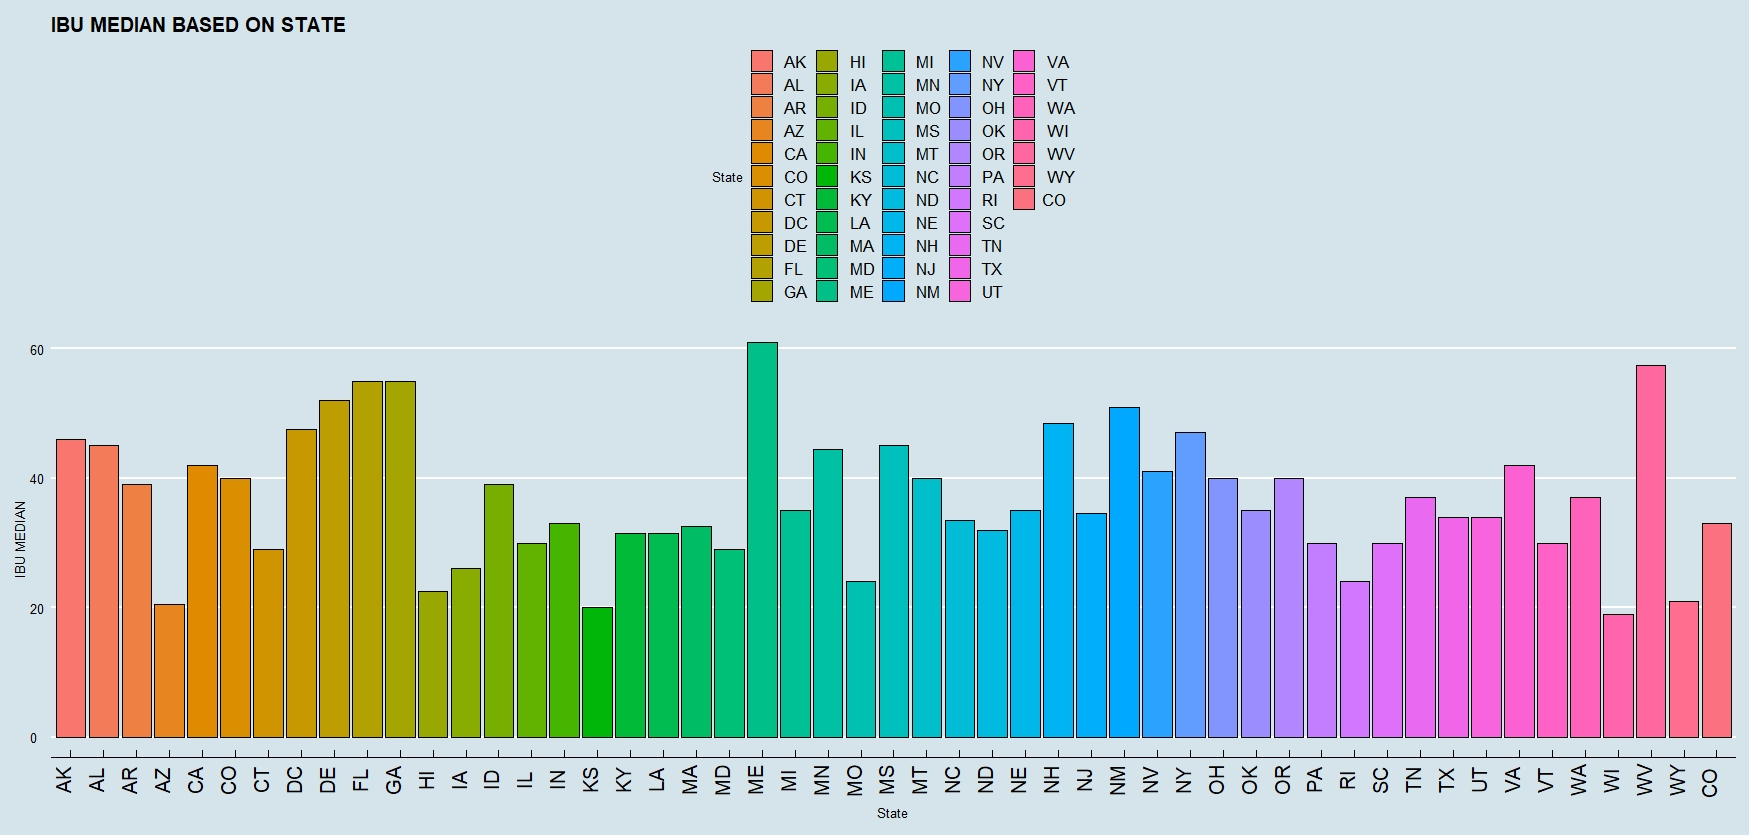 IBU MEDIAN BASED ON STATE
AK HI MI NV VA
AL IA MN NY VT
AR ID MO OH WA
AZ IL MS OK WI
CA IN MT OR WV
State CO KS NC PA WY
CT KY ND RI CO
DC LA NE SC
DE MA NH TN
FL MD NJ TX
GA ME NM UT
60
40
20
0
IBU MEDIAN
AK AL AR AZ CA CO CT DC DE FL GA HI IA ID IL IN KS KY LA MA MD ME MI MN MO MS MT NC ND NE NH NJ NM NV NY OH OK OR PA RI SC TN TX UT VA VT WA WI WV WY CO
State